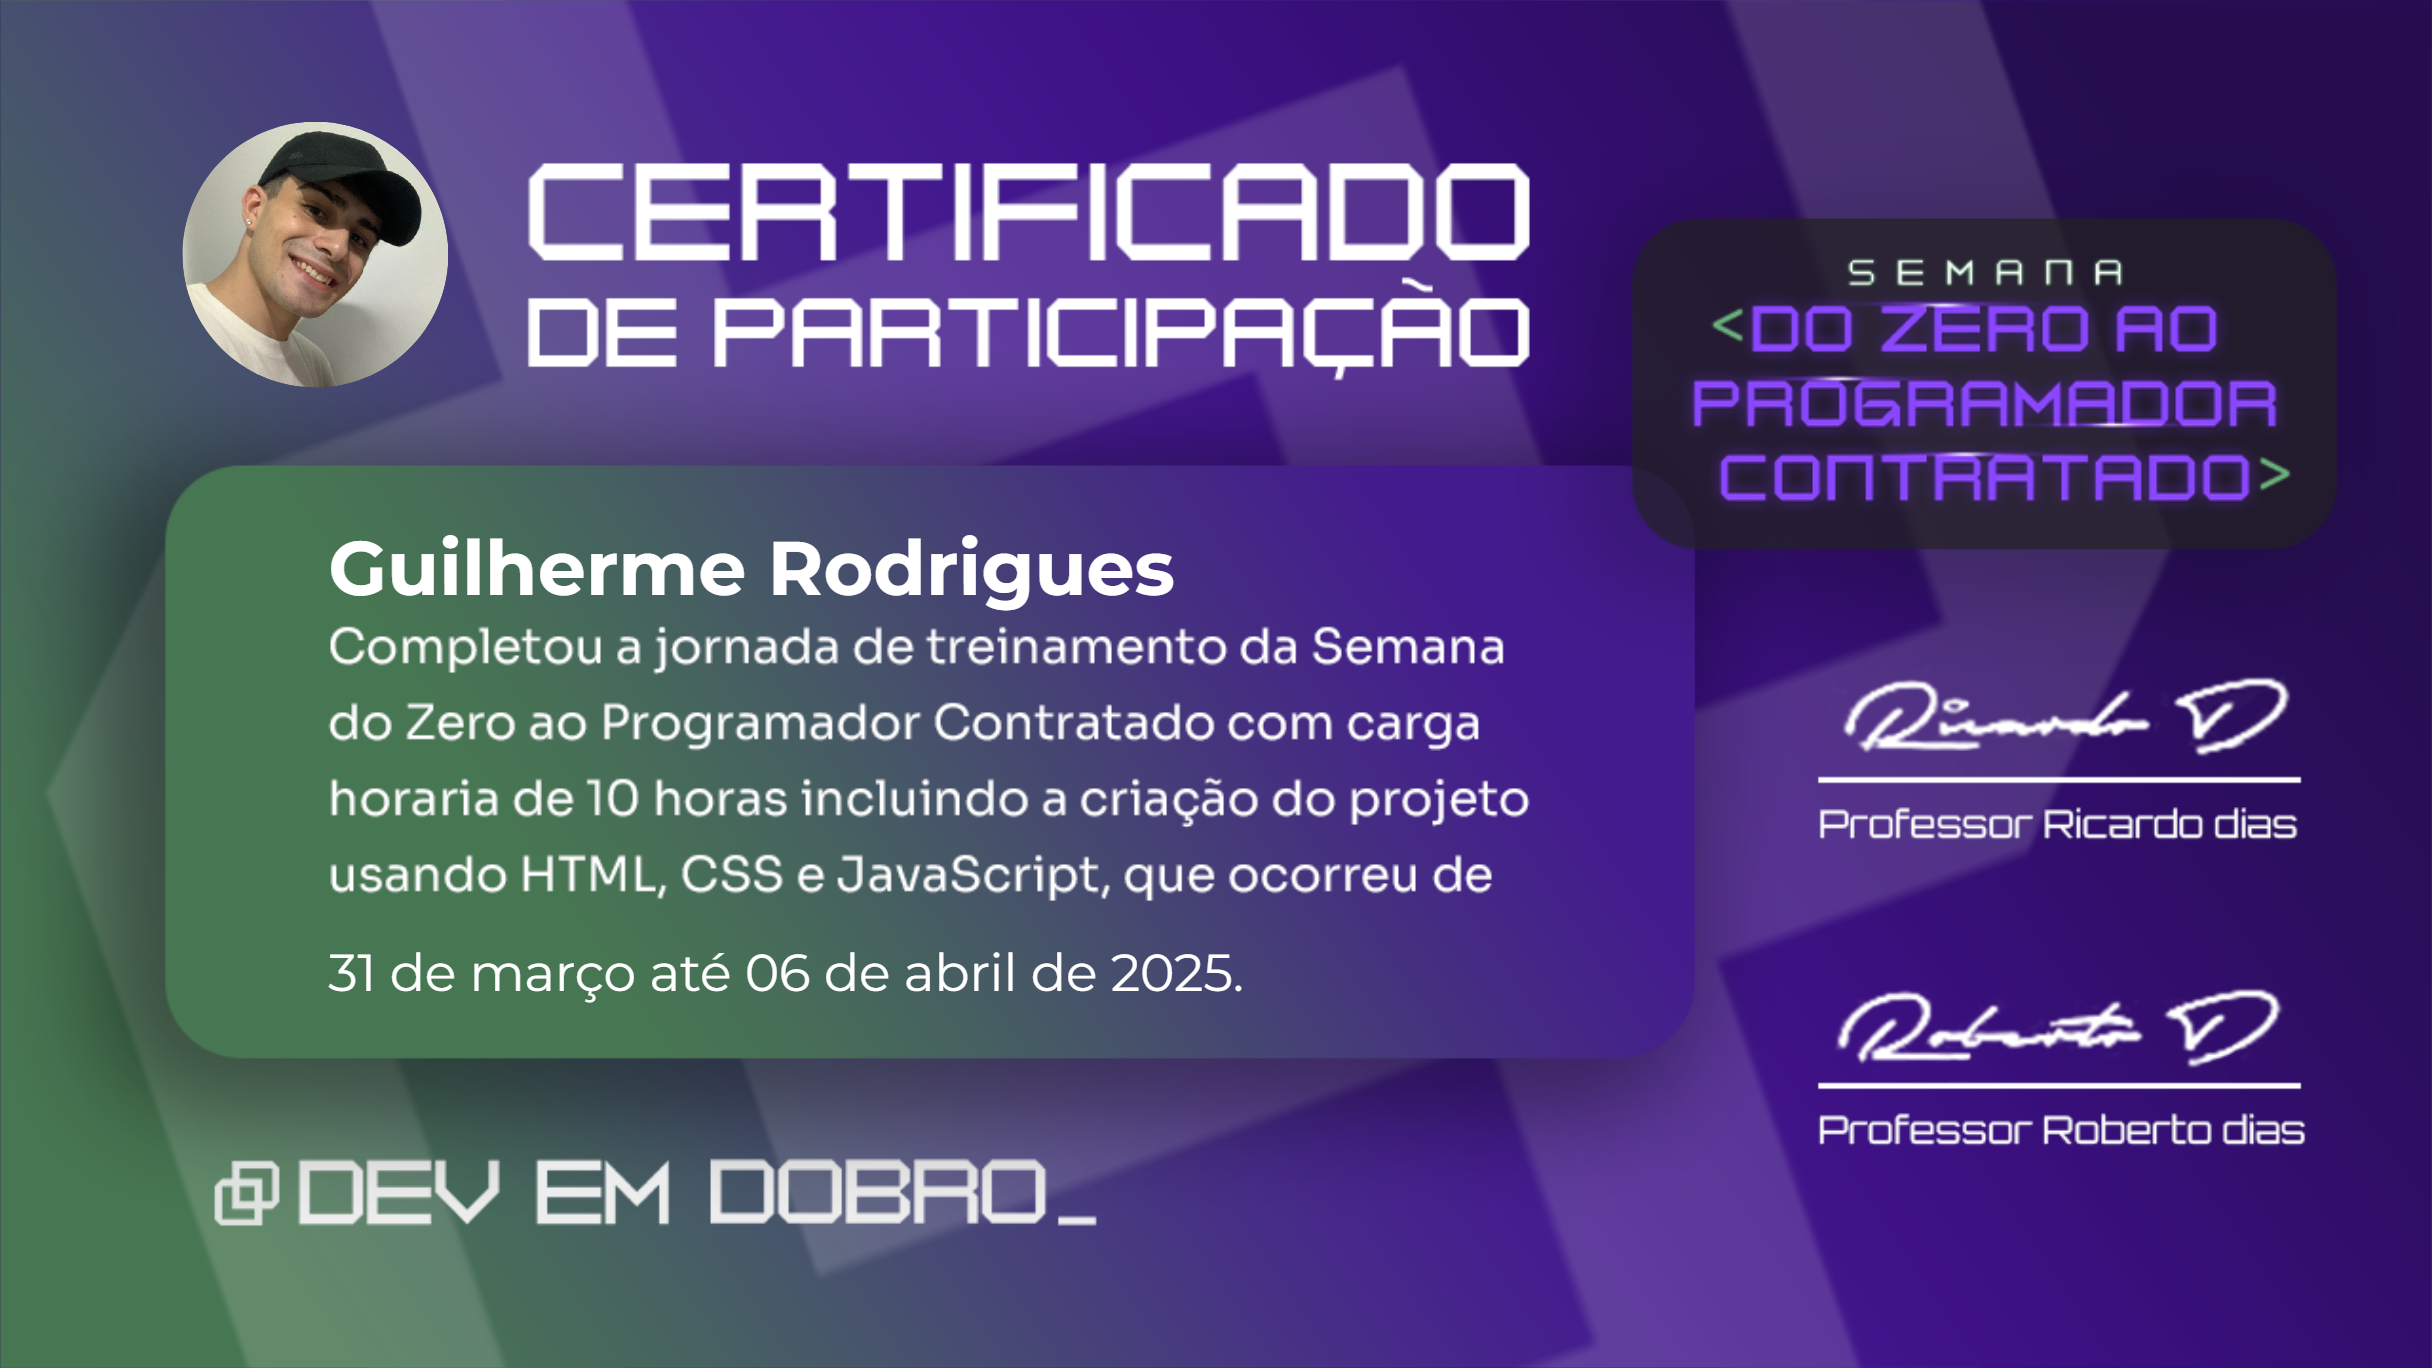 CERTIFICADO
DE PARTICIPAÇÃO
SEMANA
<DO ZERO AO
PROGRAMADOR
CONTRATADO>
Guilherme Rodrigues
Completou a jornada de treinamento da Semana
do Zero ao Programador Contratado com carga
horaria de 10 horas incluindo a criação do projeto
usando HTML, CSS e JavaScript, que ocorreu de
31 de março até 06 de abril de 2025.
Ricardo D
Professor Ricardo dias
Roberto D
Professor Roberto dias
DEV EM DOBRO_